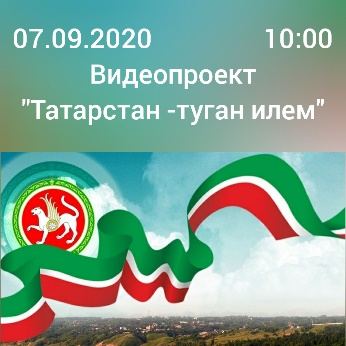 07.09.2020 10:00
Видеопроект
"Татарстан -туган илем"